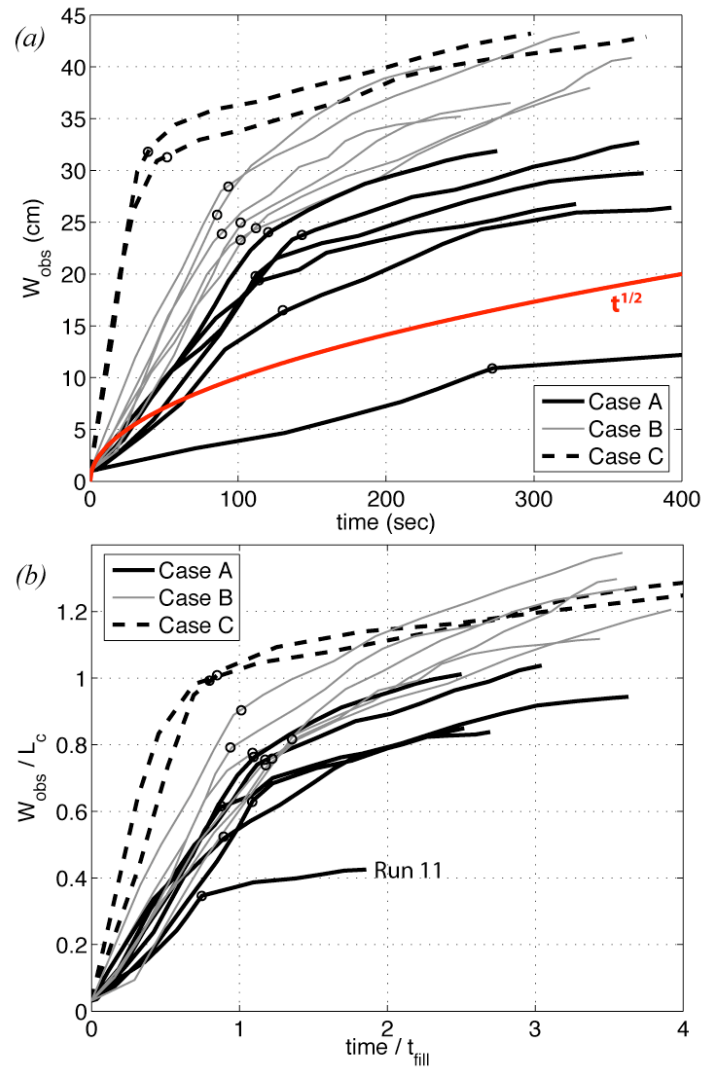 (a)
45
40
35
30
25
20
15
10
5
0
W_obs (cm)
t^1/2
Case A
Case B
Case C
0 100 200 300 400
time (sec)
(b)
Case A
Case B
Case C
1.2
1
0.8
0.6
0.4
0.2
0
W_obs / L_c
Run 11
0 1 2 3 4
time / t_fill